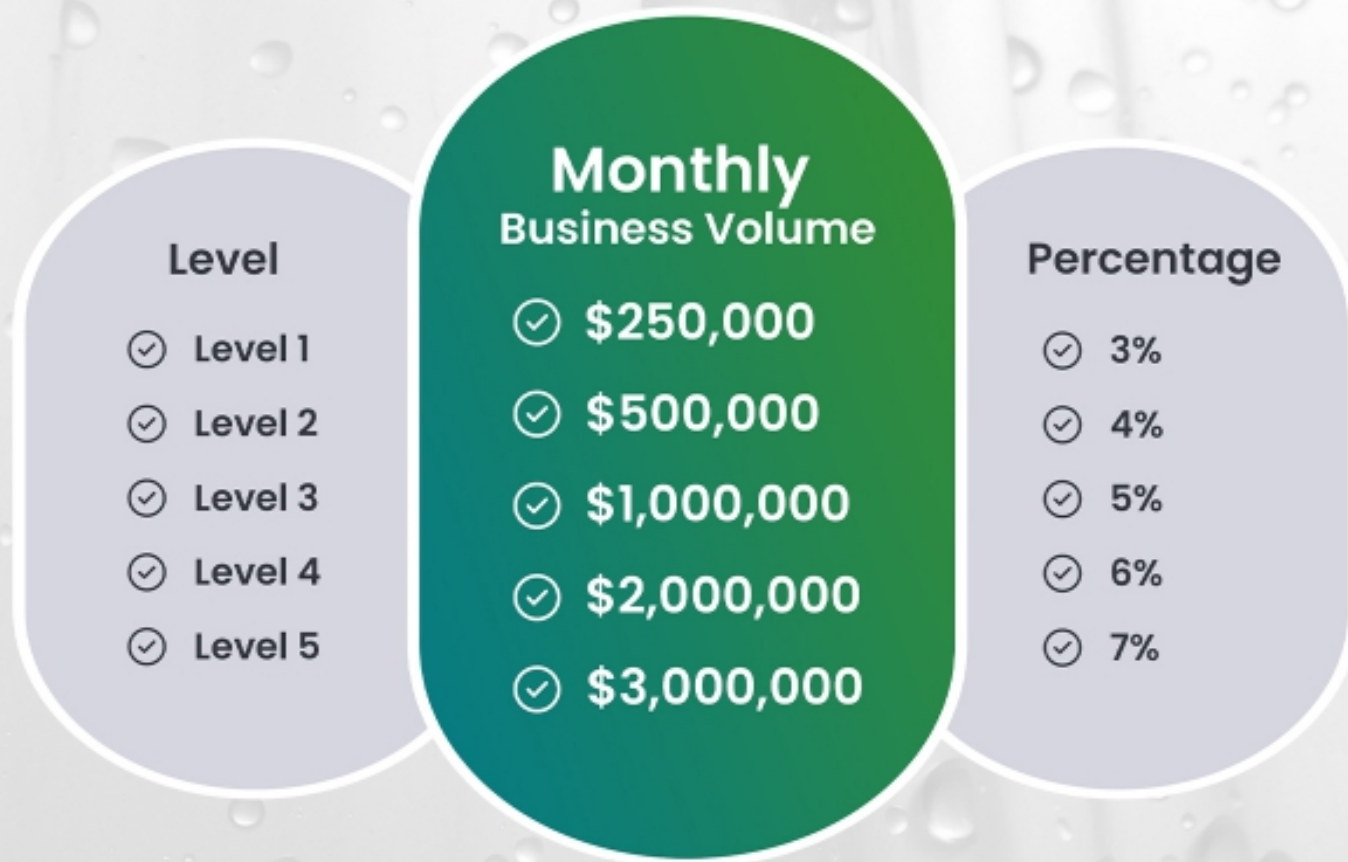 Level
Level 1
Level 2
Level 3
Level 4
Level 5
Monthly
Business Volume
$250,000
$500,000
$1,000,000
$2,000,000
$3,000,000
Percentage
3%
4%
5%
6%
7%